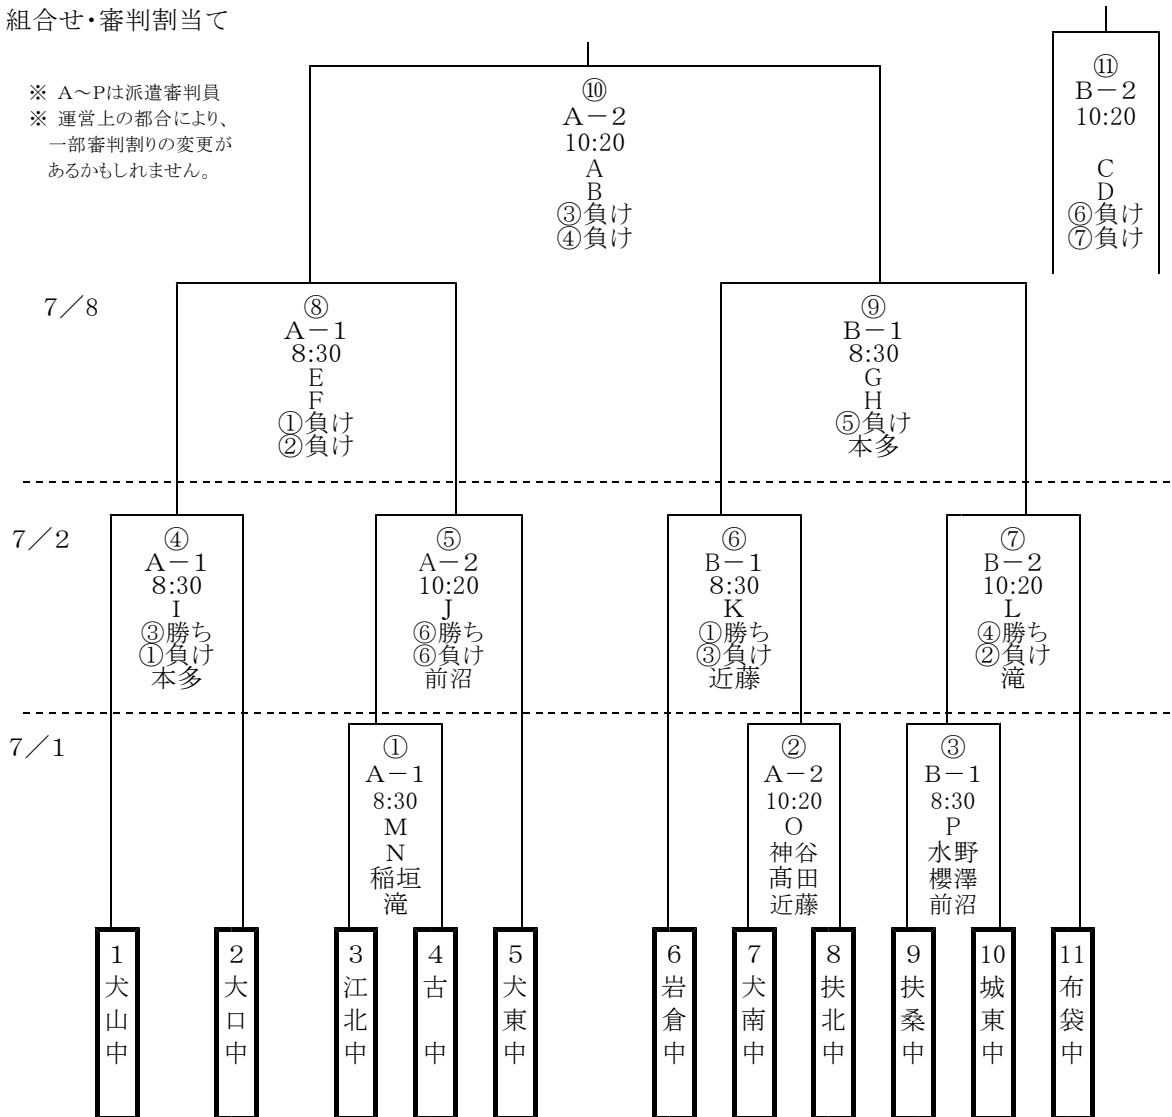 組合せ・審判割当て
※ A～Pは派遣審判員
※ 運営上の都合により、
一部審判割りの変更が
あるかもしれません。
⑩
A－2
10:20
A
B
③負け
④負け
⑪
B－2
10:20
C
D
⑥負け
⑦負け
7／8
⑧
A－1
8:30
E
F
①負け
②負け
⑨
B－1
8:30
G
H
⑤負け
本多
7／2
④
A－1
8:30
I
③勝ち
①負け
本多
⑤
A－2
10:20
J
⑥勝ち
⑥負け
前沼
⑥
B－1
8:30
K
①勝ち
③負け
近藤
⑦
B－2
10:20
L
④勝ち
②負け
滝
7／1
①
A－1
8:30
M
N
稲垣
滝
②
A－2
10:20
O
神谷
髙田
近藤
③
B－1
8:30
P
水野
櫻澤
前沼
1犬山中
2大口中
3江北中
4古　中
5犬東中
6岩倉中
7犬南中
8扶北中
9扶桑中
10城東中
11布袋中